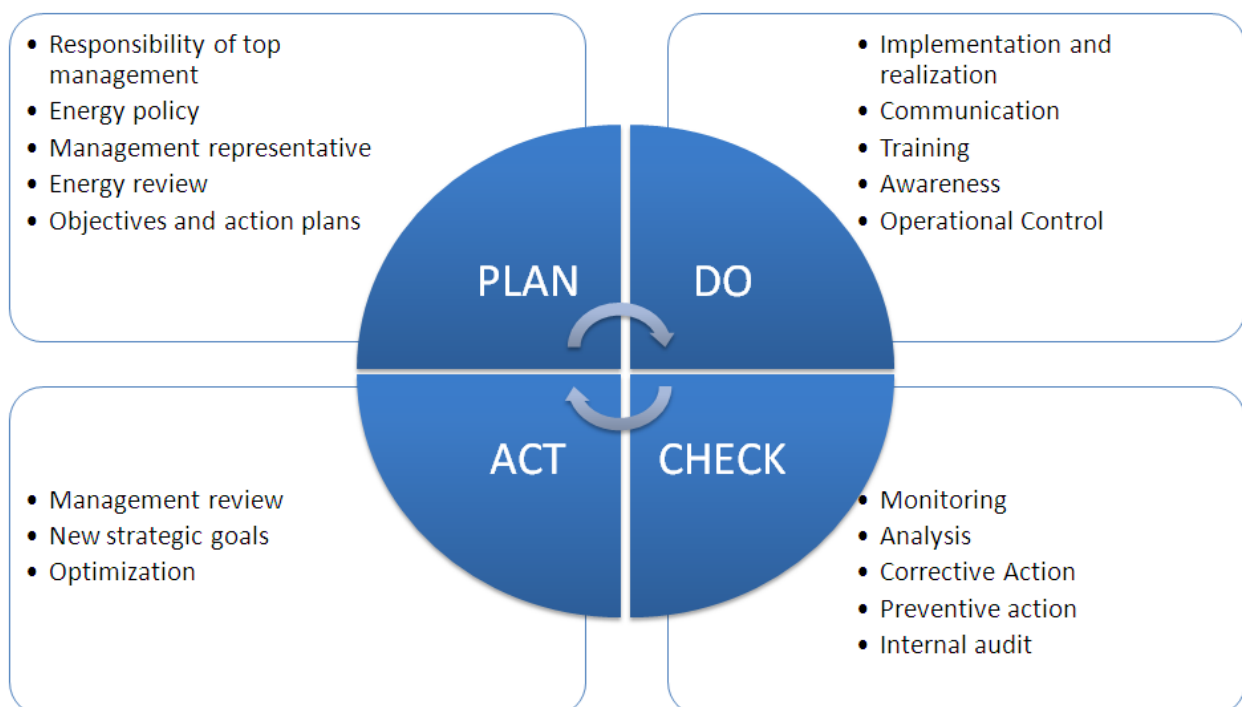 • Responsibility of top
management
• Energy policy
• Management representative
• Energy review
• Objectives and action plans
• Implementation and
realization
• Communication
• Training
• Awareness
• Operational Control
PLAN
DO
ACT
CHECK
• Management review
• New strategic goals
• Optimization
• Monitoring
• Analysis
• Corrective Action
• Preventive action
• Internal audit